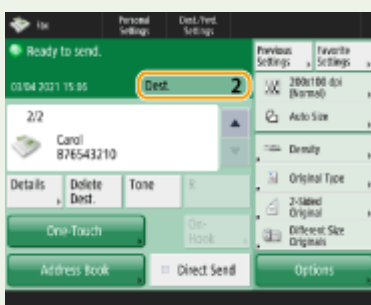 Fax
Personal Settings
Dest./Fwd. Settings
Ready to send.
03/04 2021 15:05
Dest.
2
2/2
Carol
876543210
Details
Delete Dest.
Tone
R
One-Touch
On-Hook
Address Book
Direct Send
Previous Settings
Favorite Settings
200x100 dpi (Normal)
Auto Size
Density
Original Type
2-Sided Original
Different Size Originals
Options